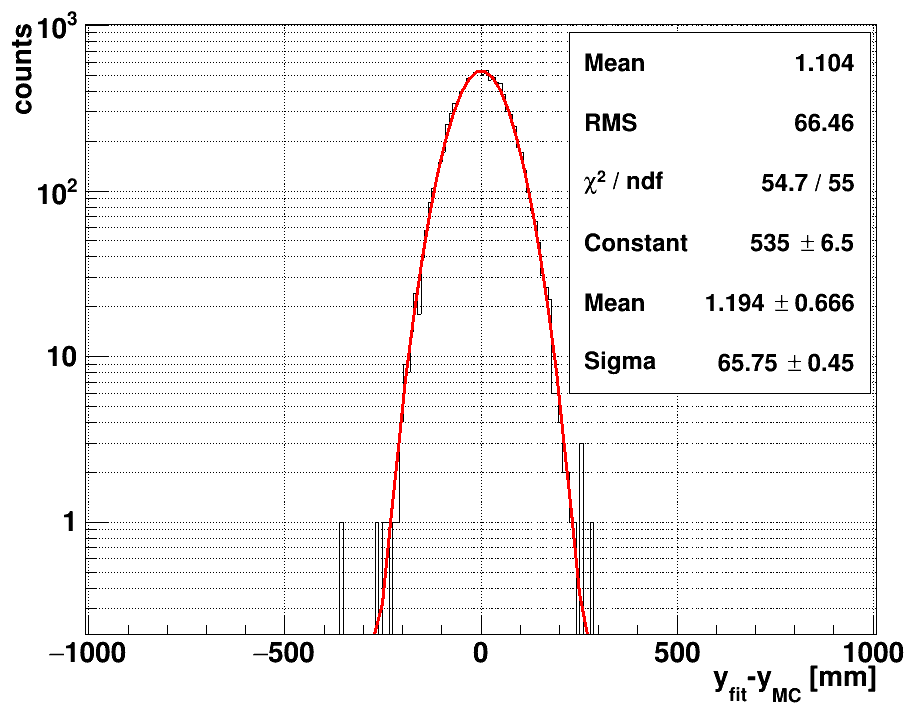 counts
10³
10²
10
1
Mean 1.104
RMS 66.46
χ² / ndf 54.7 / 55
Constant 535 ± 6.5
Mean 1.194 ± 0.666
Sigma 65.75 ± 0.45
−1000 −500 0 500 1000
y_fit-y_MC [mm]